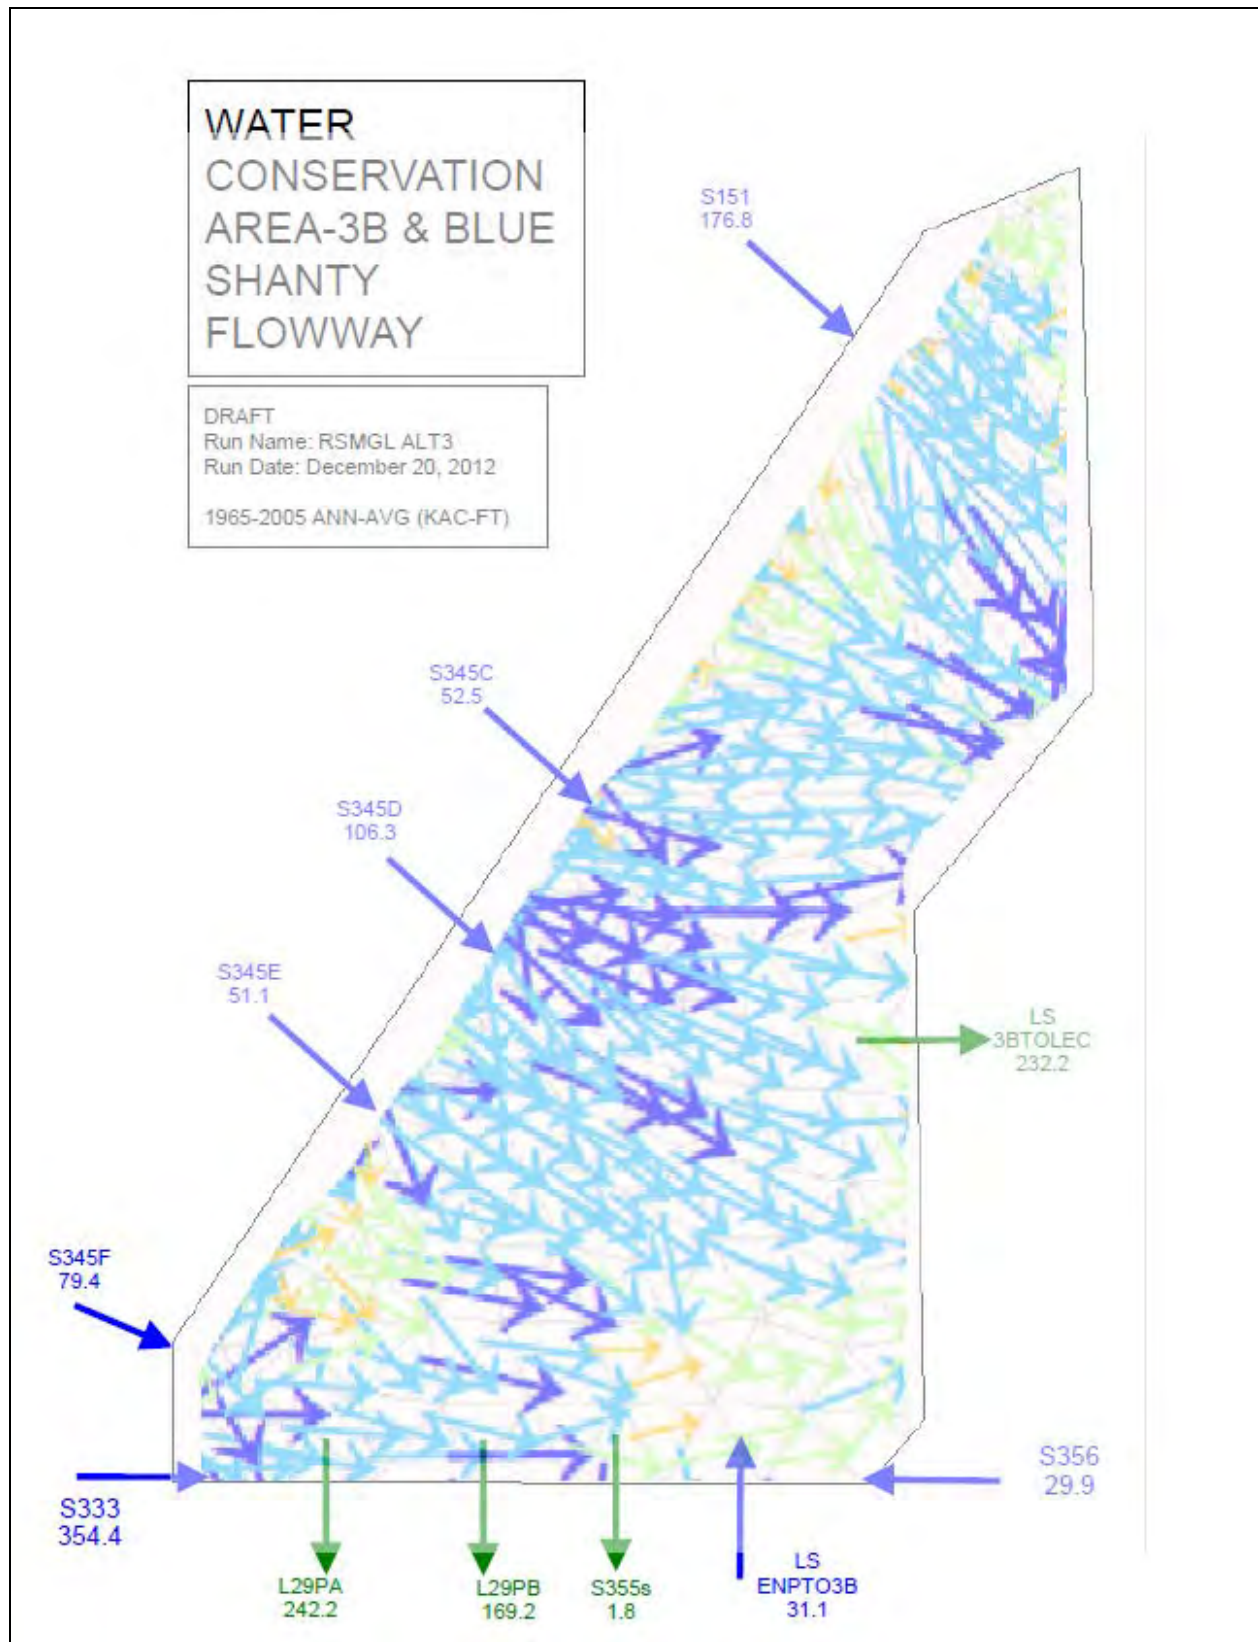 WATER
CONSERVATION
AREA-3B & BLUE
SHANTY
FLOWWAY
DRAFT
Run Name: RSMGL ALT3
Run Date: December 20, 2012
1965-2005 ANN-AVG (KAC-FT)
S151
176.8
S345C
52.5
S345D
106.3
S345E
51.1
LS
3BTOLEC
232.2
S345F
79.4
S333
354.4
S356
29.9
L29PA
242.2
L29PB
169.2
S355s
1.8
LS
ENPTO3B
31.1